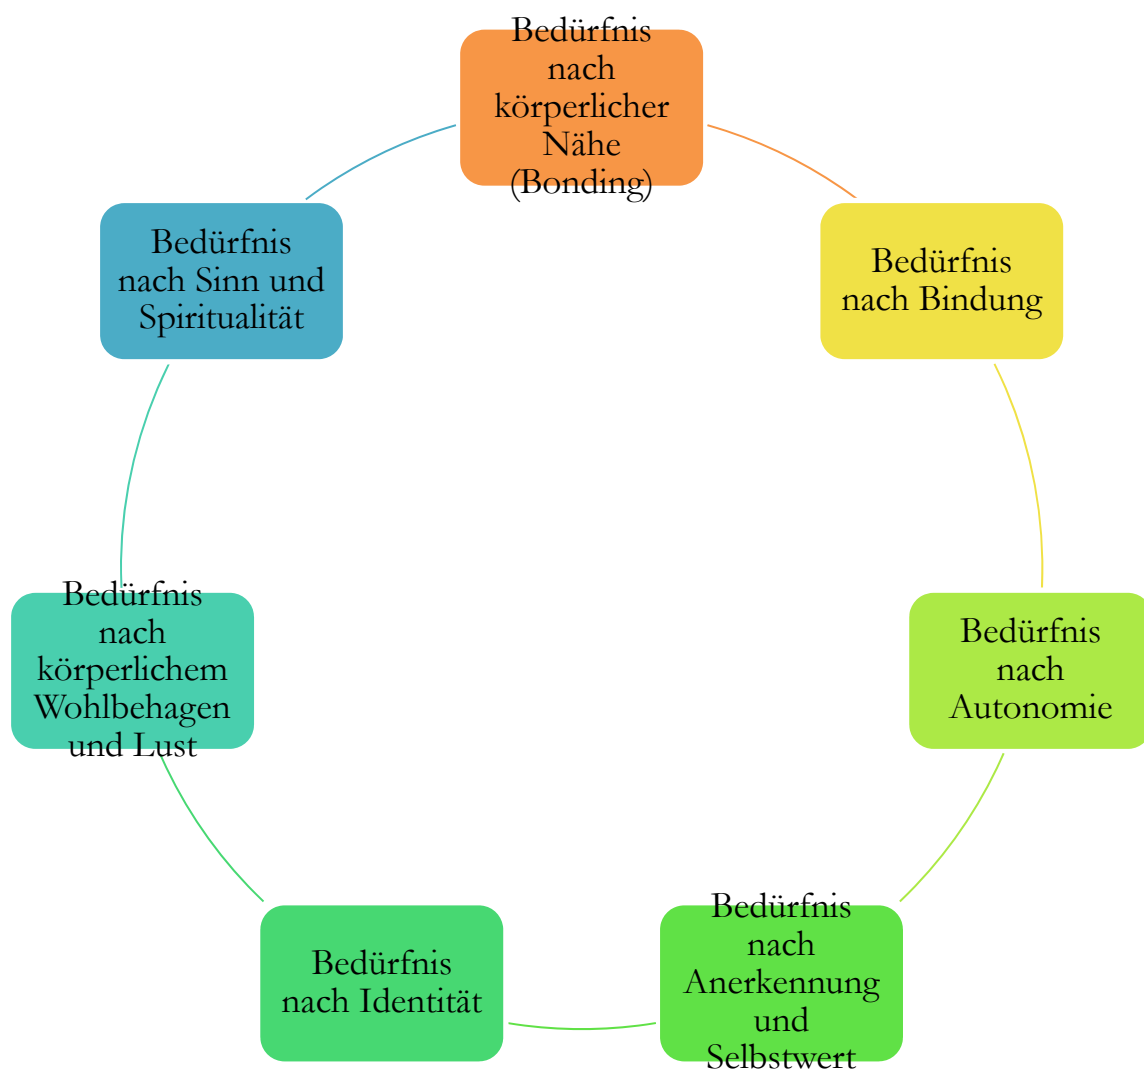 Bedürfnis
nach
körperlicher
Nähe
(Bonding)
Bedürfnis
nach Bindung
Bedürfnis
nach
Autonomie
Bedürfnis
nach
Anerkennung
und
Selbstwert
Bedürfnis
nach Identität
Bedürfnis
nach
körperlichem
Wohlbehagen
und Lust
Bedürfnis
nach Sinn und
Spiritualität